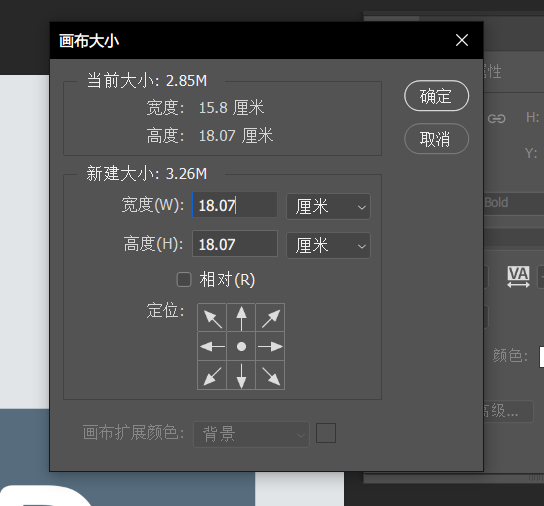 画布大小
当前大小: 2.85M
宽度: 15.8 厘米
高度: 18.07 厘米
新建大小: 3.26M
宽度(W): 18.07 厘米
高度(H): 18.07 厘米
相对(R)
定位:
画布扩展颜色: 背景
确定
取消
属性
H:
Y:
Bold
VA
颜色:
高级...